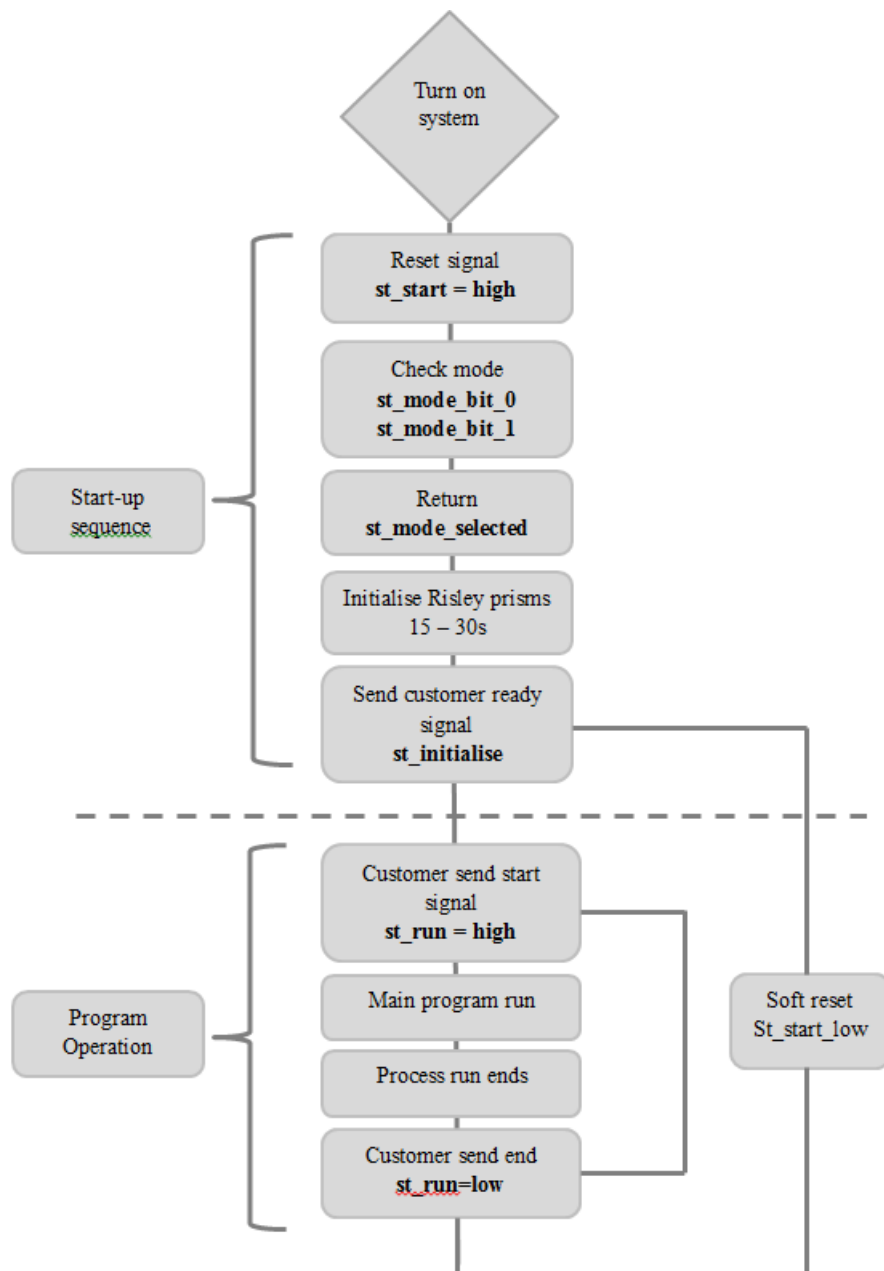 Turn on
system
Reset signal
st_start = high
Check mode
st_mode_bit_0
st_mode_bit_1
Start-up
sequence
Return
st_mode_selected
Initialise Risley prisms
15 – 30s
Send customer ready
signal
st_initialise
Customer send start
signal
st_run = high
Program
Operation
Main program run
Soft reset
St_start_low
Process run ends
Customer send end
st_run=low